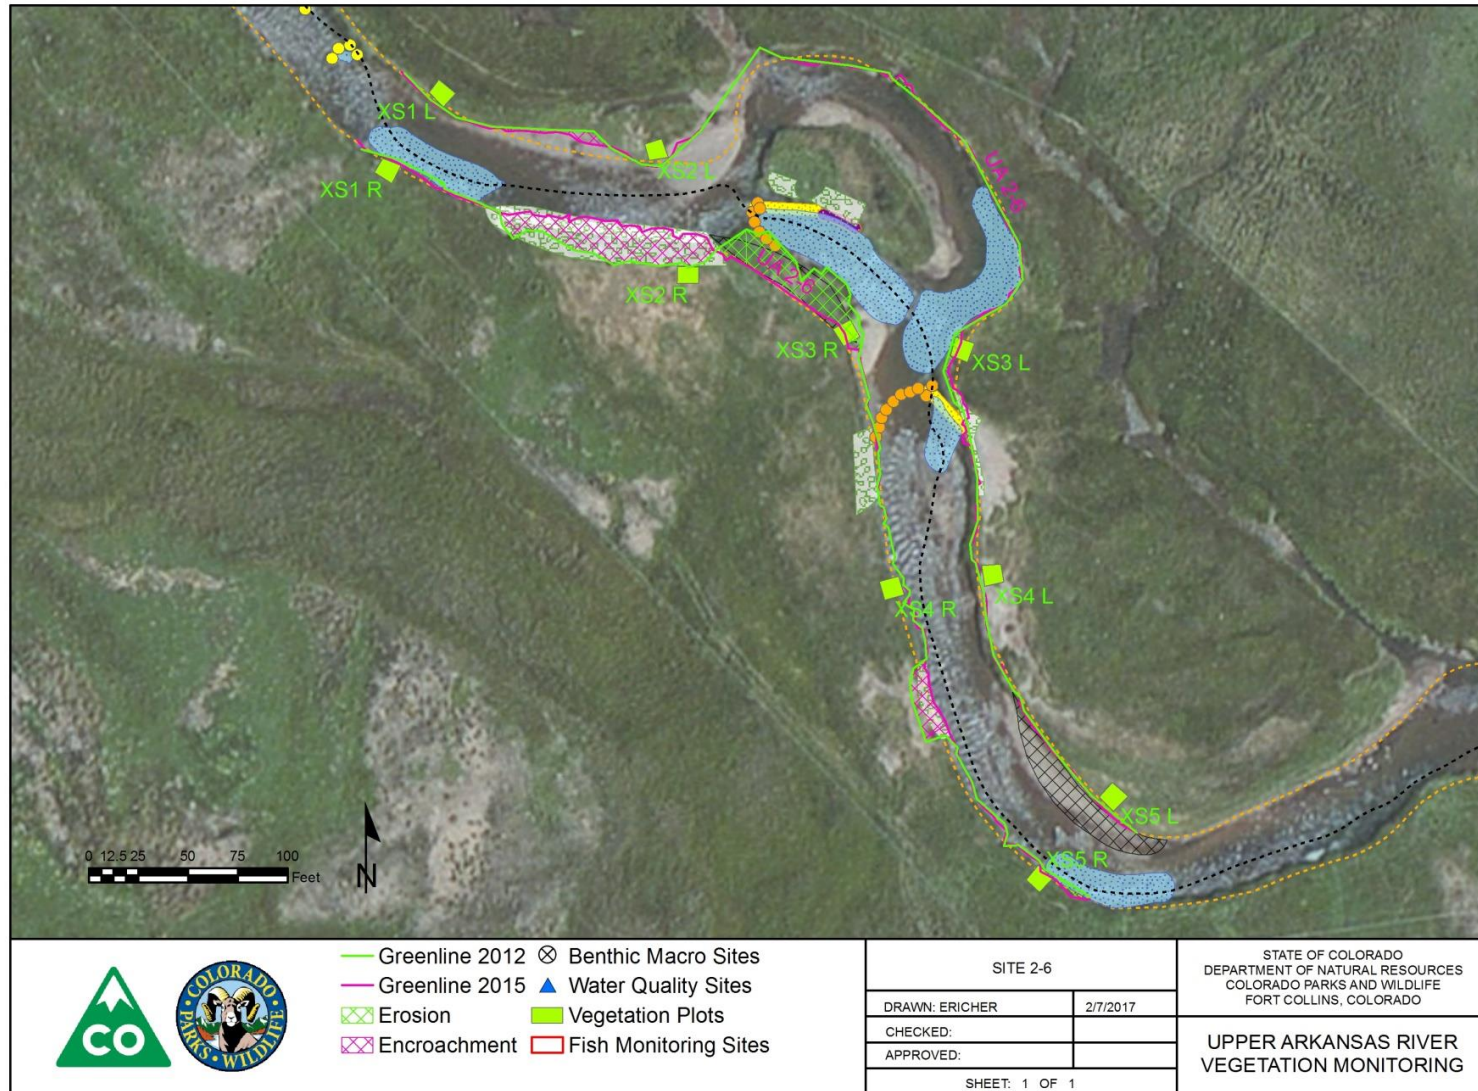 XS1 L
XS1 R
XS2 L
UA 2-6
XS2 R
UA 2-6
XS3 R
XS3 L
XS4 R
XS4 L
XS5 L
XS5 R
0 12.5 25 50 75 100
Feet
N
CO
COLORADO
PARKS • WILDLIFE
Greenline 2012
Greenline 2015
Erosion
Encroachment
Benthic Macro Sites
Water Quality Sites
Vegetation Plots
Fish Monitoring Sites
SITE 2-6
DRAWN: ERICHER 2/7/2017
CHECKED:
APPROVED:
SHEET: 1 OF 1
STATE OF COLORADO
DEPARTMENT OF NATURAL RESOURCES
COLORADO PARKS AND WILDLIFE
FORT COLLINS, COLORADO
UPPER ARKANSAS RIVER
VEGETATION MONITORING